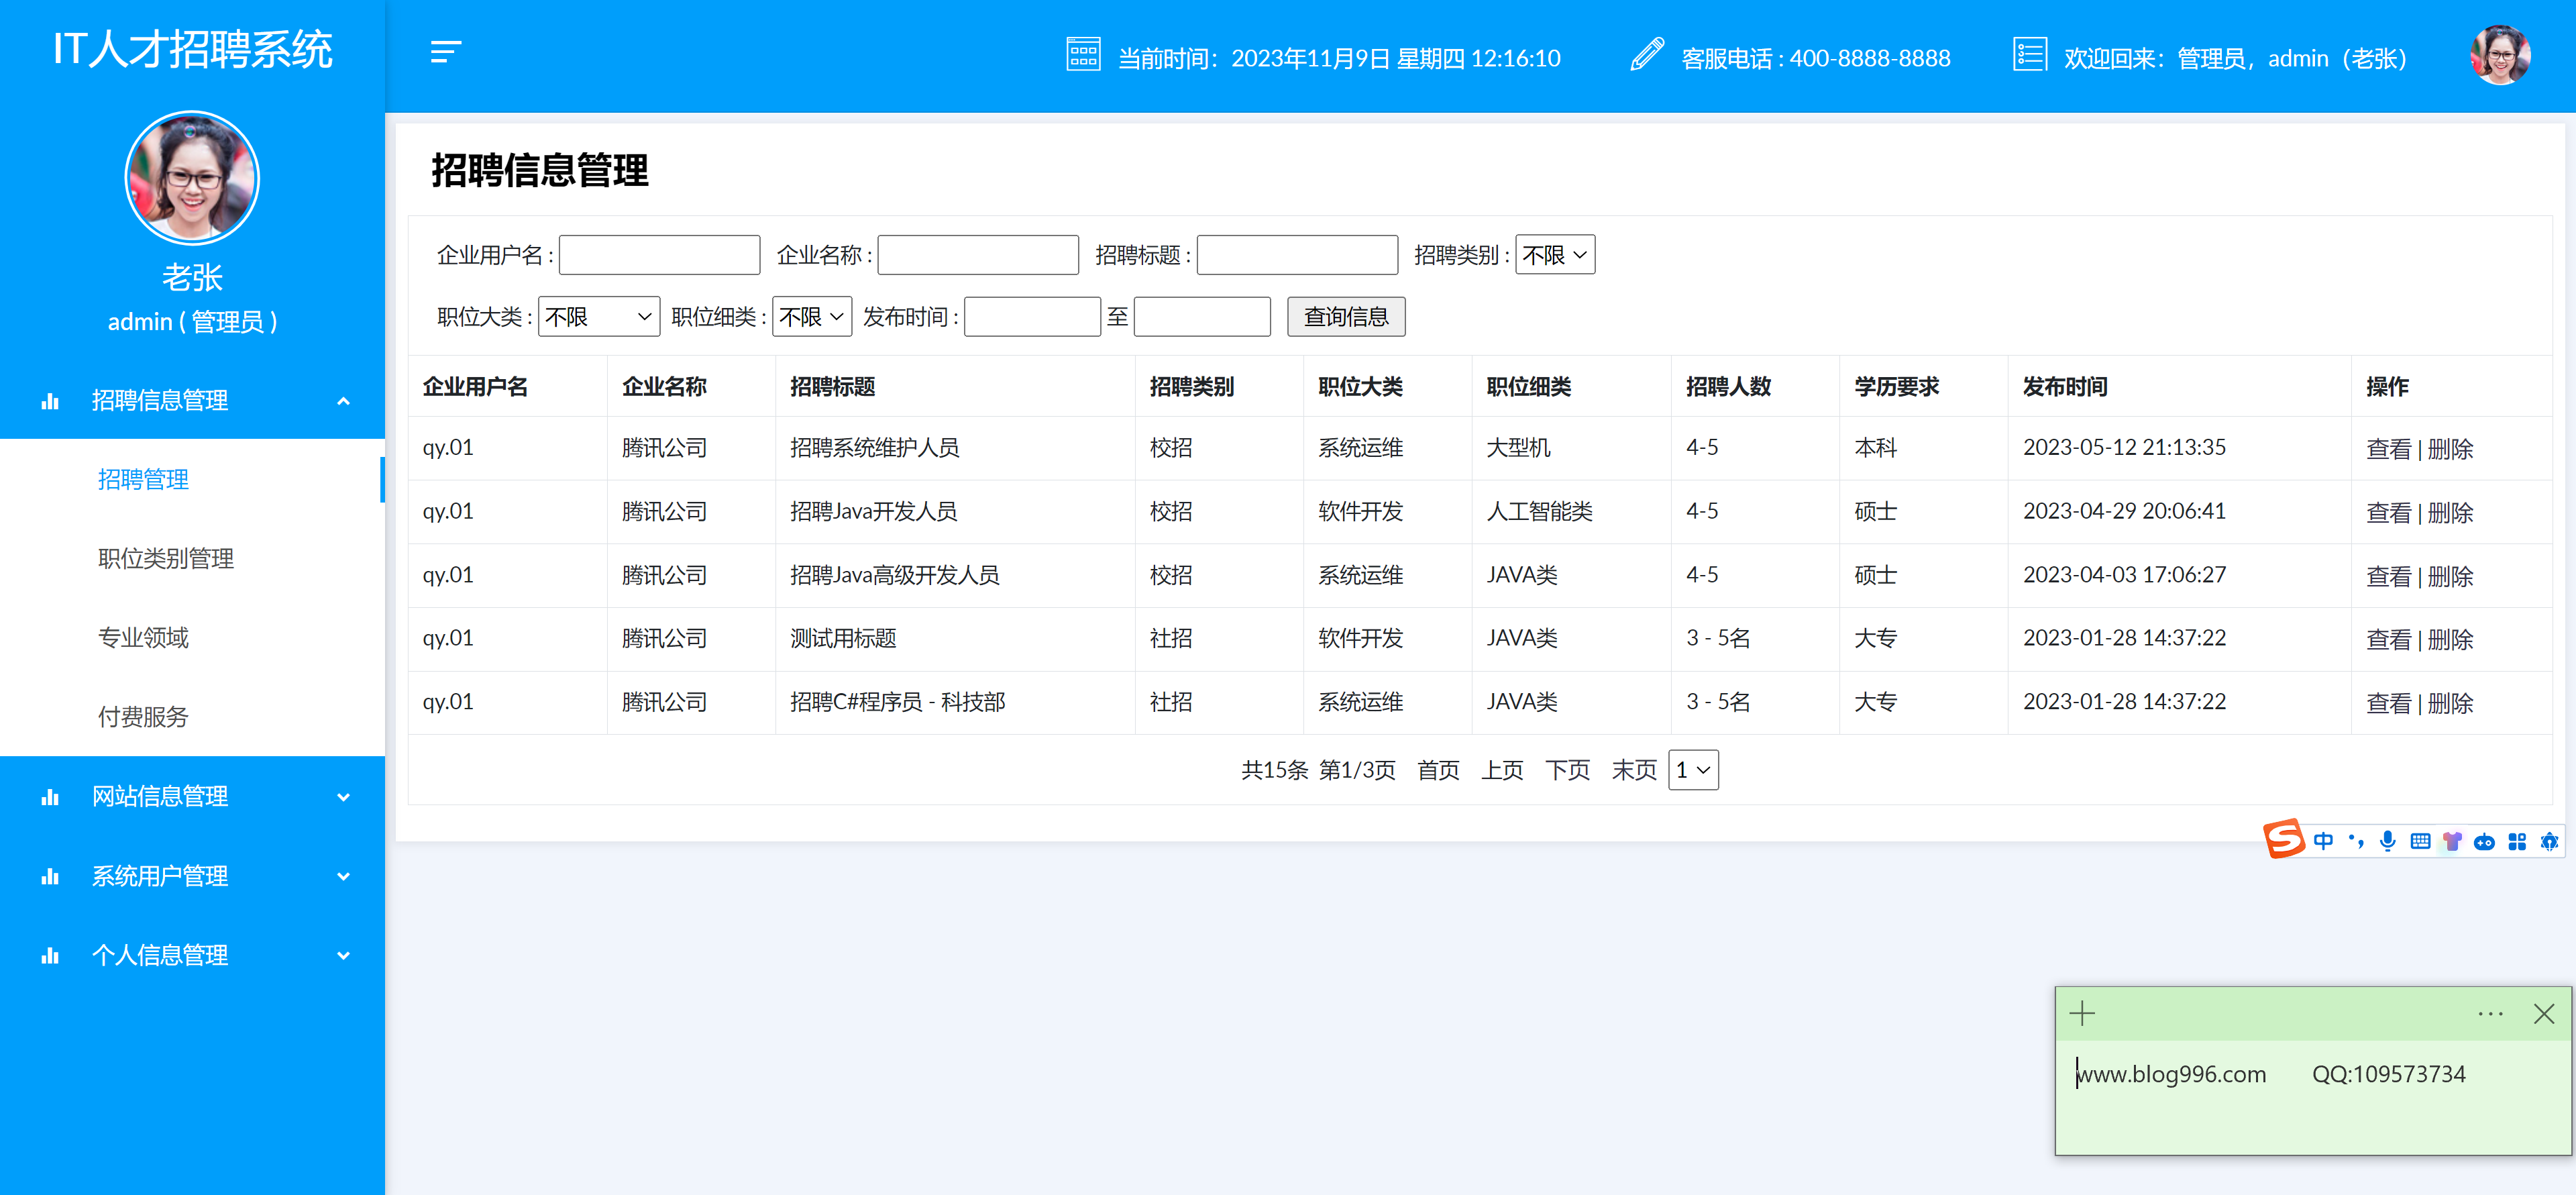 IT人才招聘系统
当前时间：2023年11月9日 星期四 12:16:10
客服电话 : 400-8888-8888
欢迎回来：管理员，admin（老张）
老张
admin ( 管理员 )
招聘信息管理
招聘管理
职位类别管理
专业领域
付费服务
网站信息管理
系统用户管理
个人信息管理
招聘信息管理
企业用户名 : 企业名称 : 招聘标题 : 招聘类别 : 不限
职位大类 : 不限 职位细类 : 不限 发布时间 : 至 查询信息
企业用户名 企业名称 招聘标题 招聘类别 职位大类 职位细类 招聘人数 学历要求 发布时间 操作
qy.01 腾讯公司 招聘系统维护人员 校招 系统运维 大型机 4-5 本科 2023-05-12 21:13:35 查看 | 删除
qy.01 腾讯公司 招聘Java开发人员 校招 软件开发 人工智能类 4-5 硕士 2023-04-29 20:06:41 查看 | 删除
qy.01 腾讯公司 招聘Java高级开发人员 校招 系统运维 JAVA类 4-5 硕士 2023-04-03 17:06:27 查看 | 删除
qy.01 腾讯公司 测试用标题 社招 软件开发 JAVA类 3 - 5名 大专 2023-01-28 14:37:22 查看 | 删除
qy.01 腾讯公司 招聘C#程序员 - 科技部 社招 系统运维 JAVA类 3 - 5名 大专 2023-01-28 14:37:22 查看 | 删除
共15条 第1/3页 首页 上页 下页 末页 1
S 中
www.blog996.com QQ:109573734